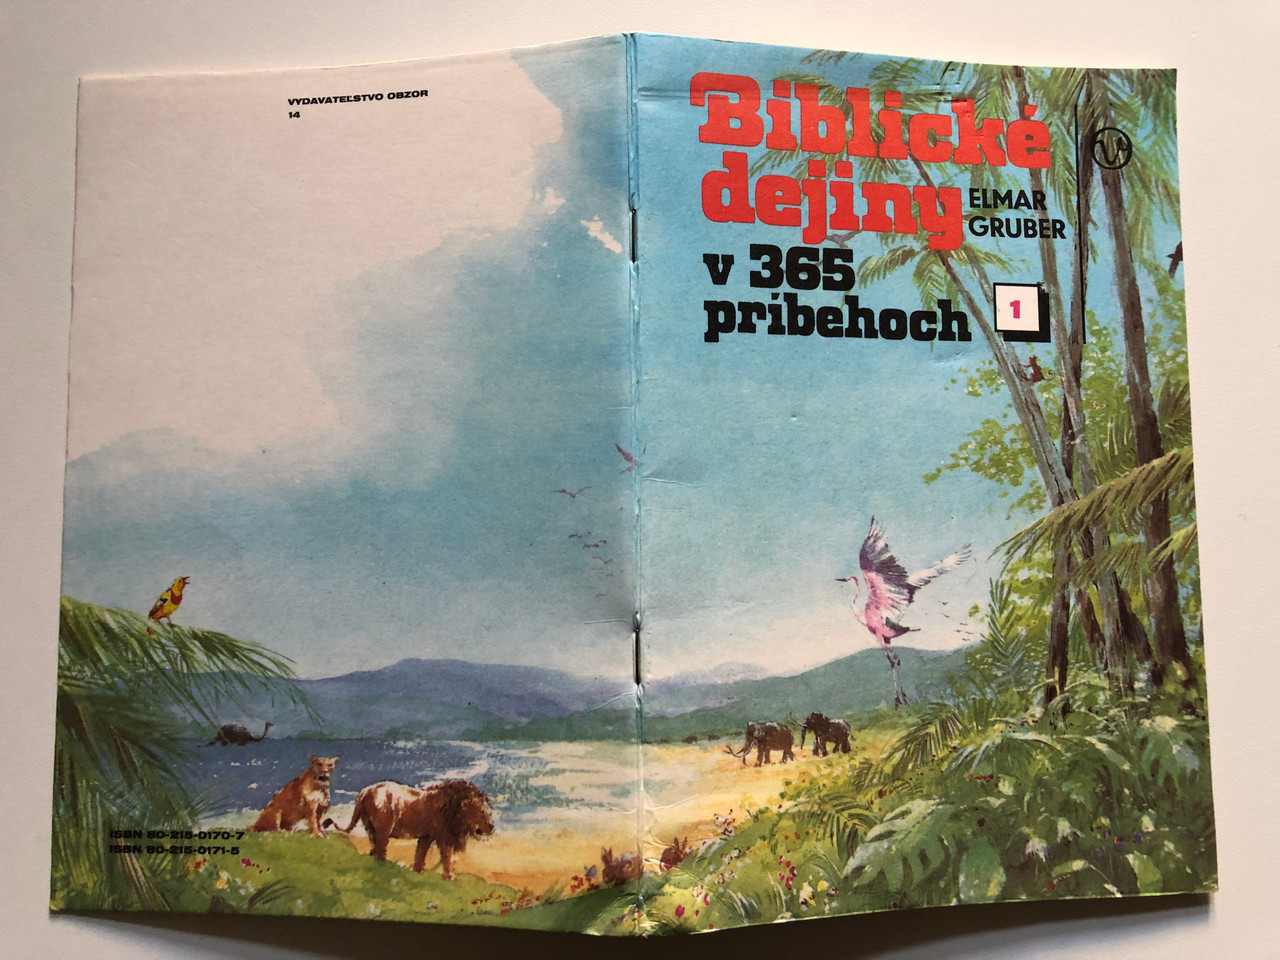 VYDAVATEĽSTVO OBZOR
14
ISBN 80-215-0170-7
ISBN 80-215-0171-5
Biblické
dejiny
ELMAR
GRUBER
v 365
príbehoch
1